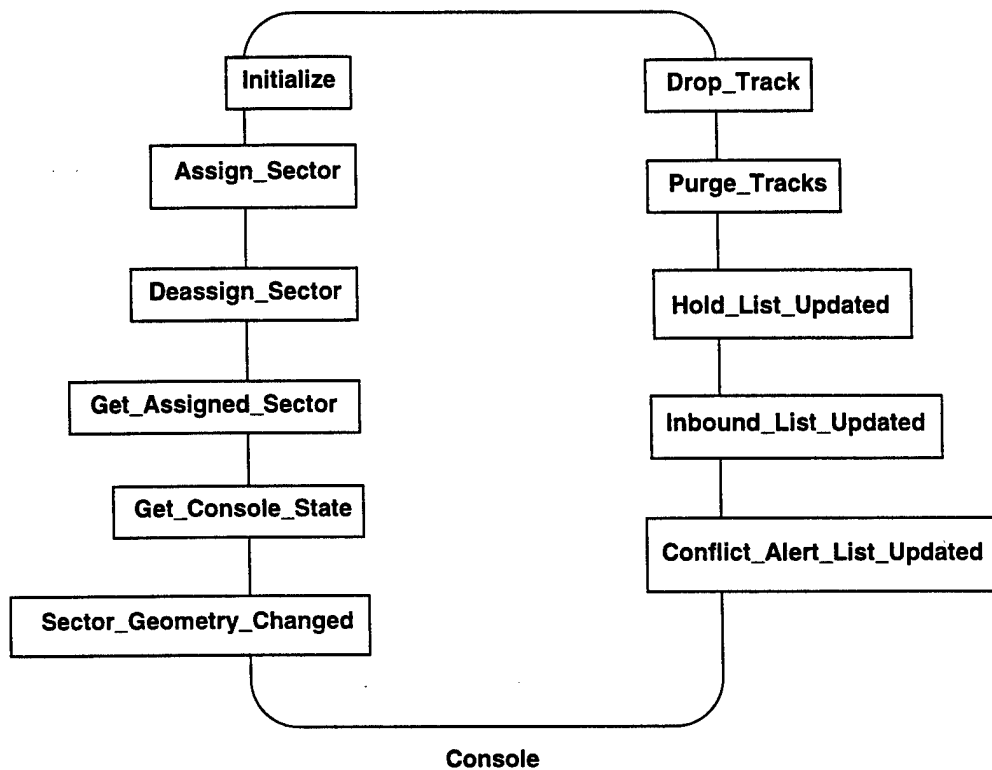 Initialize
Assign_Sector
Deassign_Sector
Get_Assigned_Sector
Get_Console_State
Sector_Geometry_Changed
Drop_Track
Purge_Tracks
Hold_List_Updated
Inbound_List_Updated
Conflict_Alert_List_Updated
Console